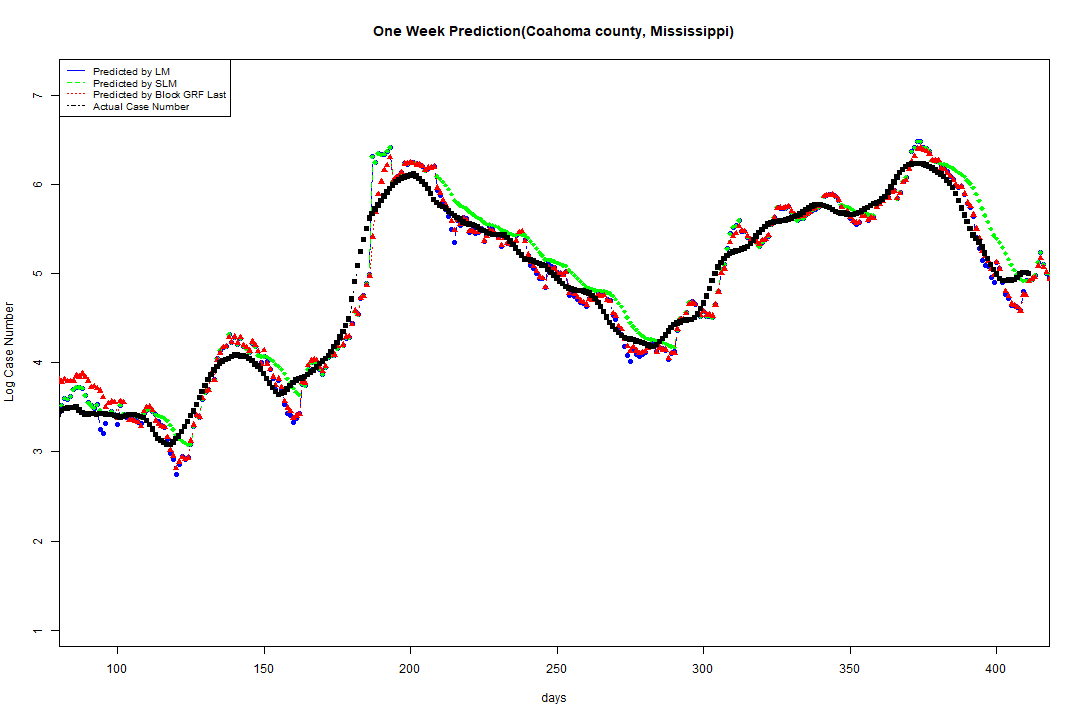 One Week Prediction(Coahoma county, Mississippi)
Predicted by LM
Predicted by SLM
Predicted by Block GRF Last
Actual Case Number
7
6
5
4
3
2
1
Log Case Number
100 150 200 250 300 350 400
days